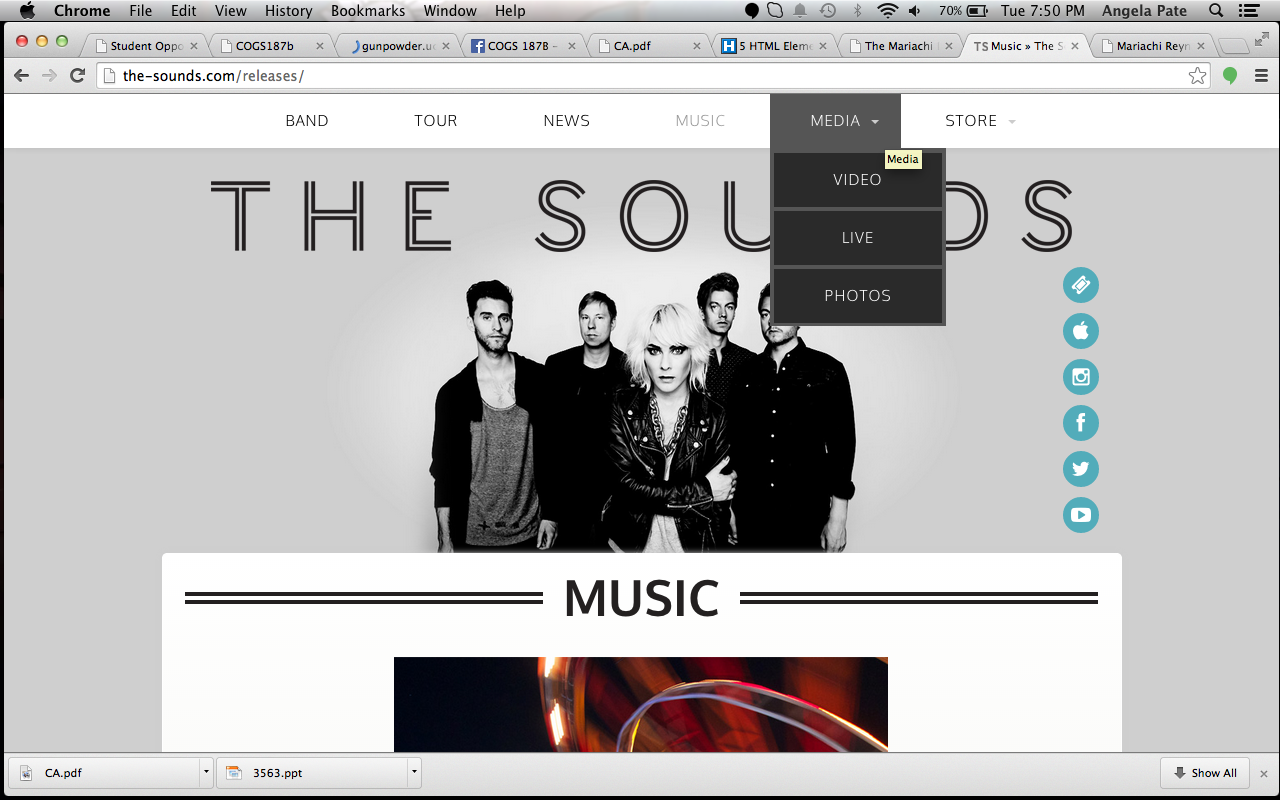 Chrome File Edit View History Bookmarks Window Help 70% Tue 7:50 PM Angela Pate
Student Oppo COGS187b gunpowder.uc COGS 187B – CA.pdf 5 HTML Eleme The Mariachi TS Music » The S Mariachi Reyn
the-sounds.com/releases/
BAND TOUR NEWS MUSIC MEDIA STORE
Media
VIDEO
THE SOU DS
LIVE
PHOTOS
MUSIC
CA.pdf 3563.ppt Show All